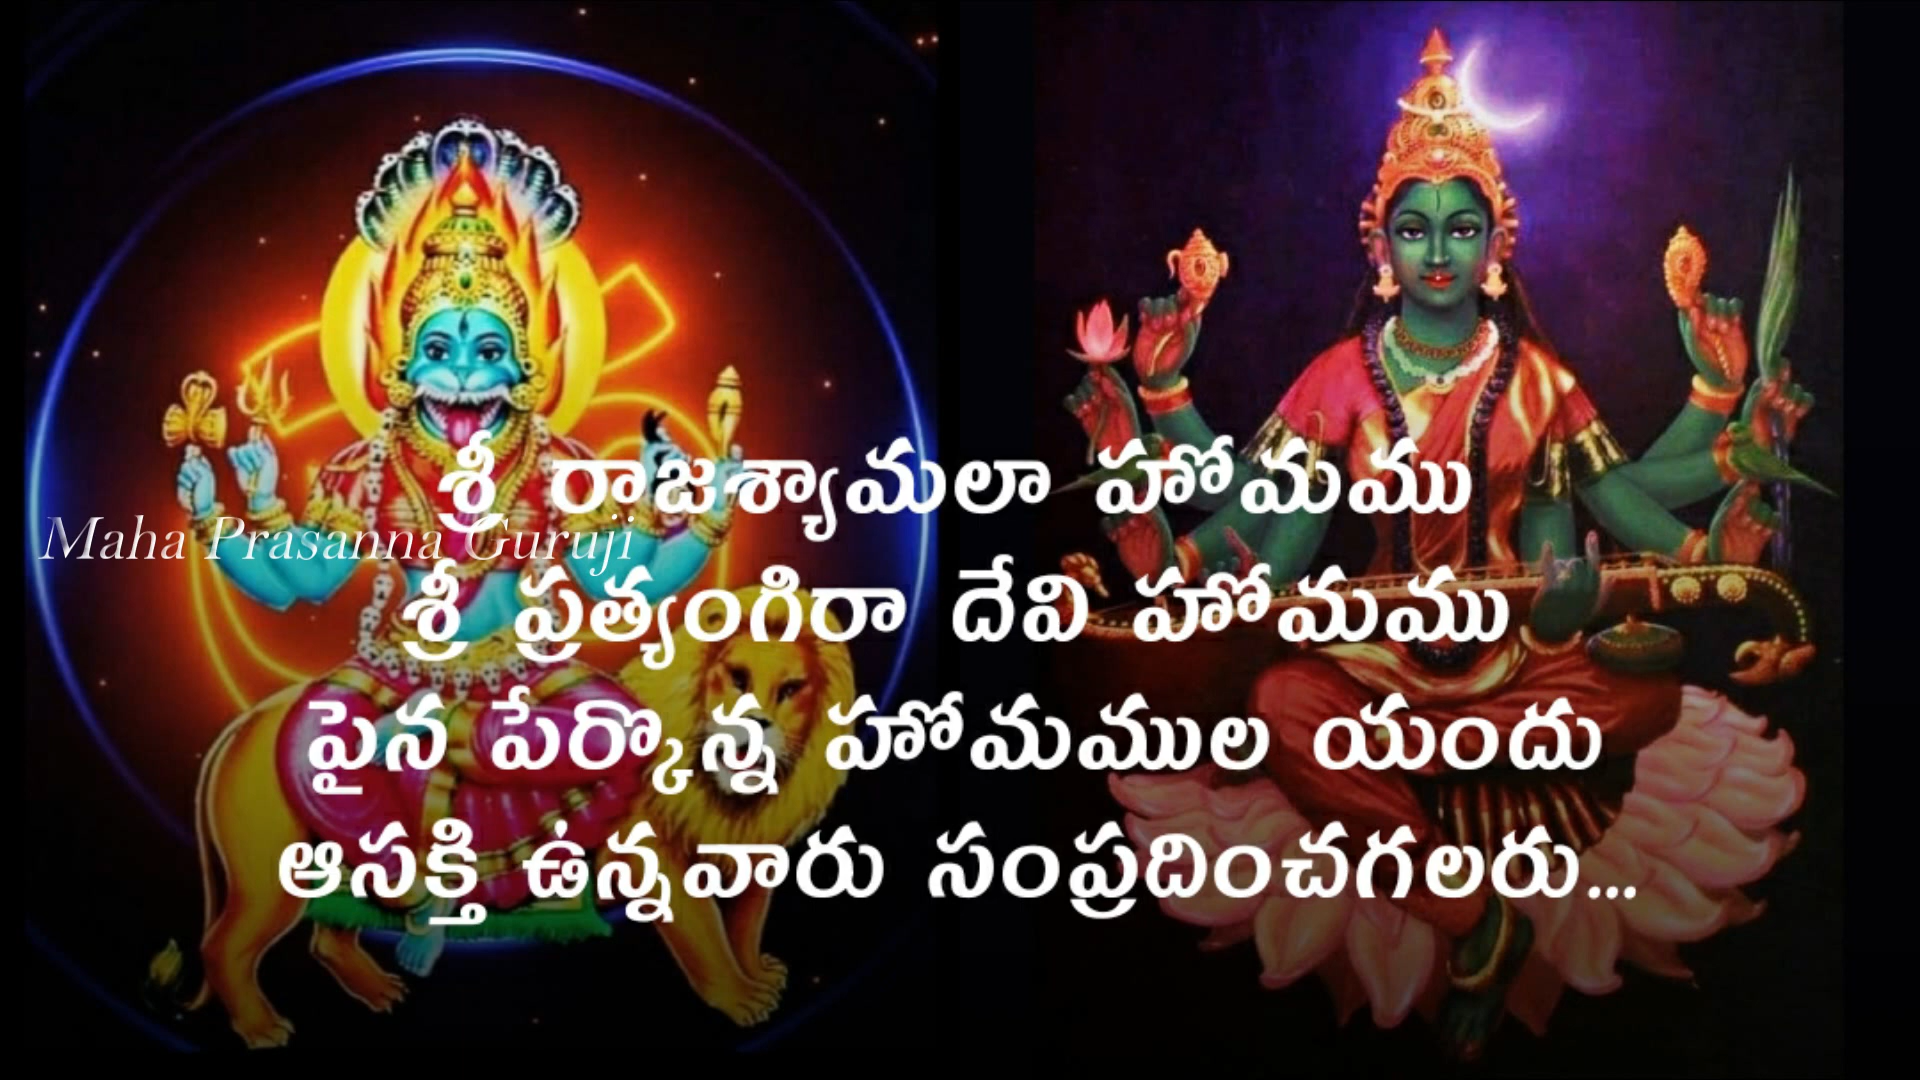 శ్రీ రాజశ్యామలా హోమము
Maha Prasanna Guruji
శ్రీ ప్రత్యంగిరా దేవి హోమము
పైన పేర్కొన్న హోమముల యందు
ఆసక్తి ఉన్నవారు సంప్రదించగలరు...